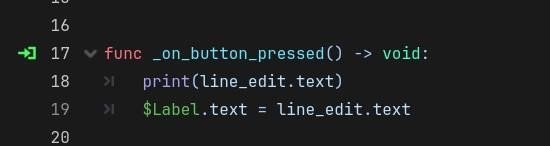 16
17 func _on_button_pressed() -> void:
18 print(line_edit.text)
19 $Label.text = line_edit.text
20